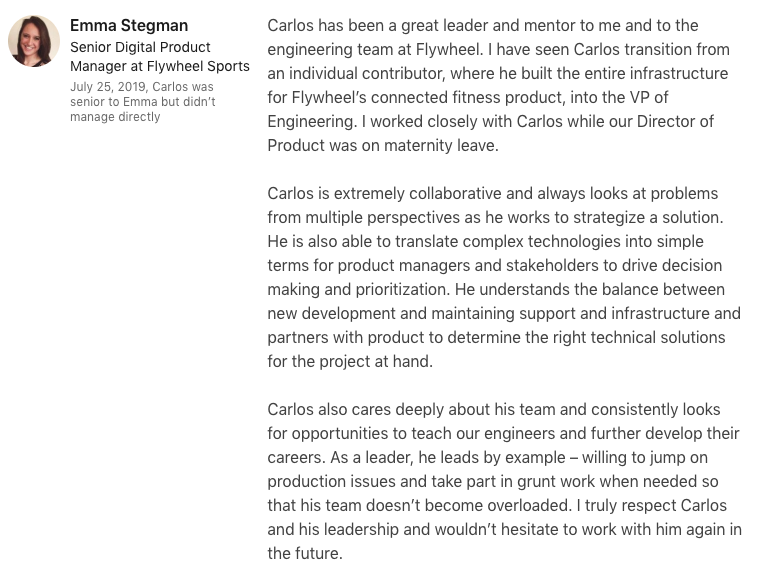 Emma Stegman
Senior Digital Product
Manager at Flywheel Sports
July 25, 2019, Carlos was
senior to Emma but didn’t
manage directly
Carlos has been a great leader and mentor to me and to the
engineering team at Flywheel. I have seen Carlos transition from
an individual contributor, where he built the entire infrastructure
for Flywheel’s connected fitness product, into the VP of
Engineering. I worked closely with Carlos while our Director of
Product was on maternity leave.
Carlos is extremely collaborative and always looks at problems
from multiple perspectives as he works to strategize a solution.
He is also able to translate complex technologies into simple
terms for product managers and stakeholders to drive decision
making and prioritization. He understands the balance between
new development and maintaining support and infrastructure and
partners with product to determine the right technical solutions
for the project at hand.
Carlos also cares deeply about his team and consistently looks
for opportunities to teach our engineers and further develop their
careers. As a leader, he leads by example – willing to jump on
production issues and take part in grunt work when needed so
that his team doesn’t become overloaded. I truly respect Carlos
and his leadership and wouldn’t hesitate to work with him again in
the future.